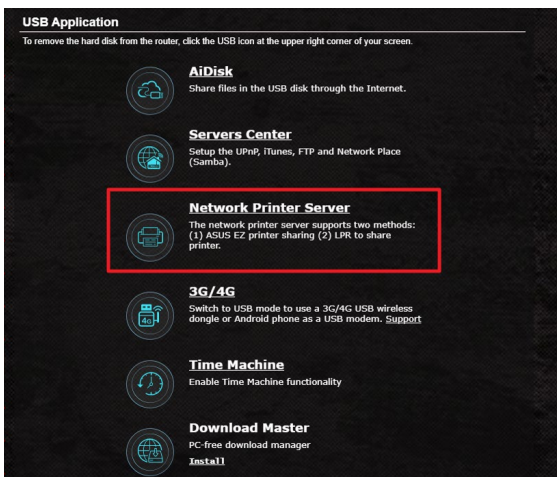 USB Application
To remove the hard disk from the router, click the USB icon at the upper right corner of your screen.
AiDisk
Share files in the USB disk through the Internet.
Servers Center
Setup the UPnP, iTunes, FTP and Network Place
(Samba).
Network Printer Server
The network printer server supports two methods:
(1) ASUS EZ printer sharing (2) LPR to share
printer.
4G
3G/4G
Switch to USB mode to use a 3G/4G USB wireless
dongle or Android phone as a USB modem. Support
Time Machine
Enable Time Machine functionality
Download Master
PC-free download manager
Install